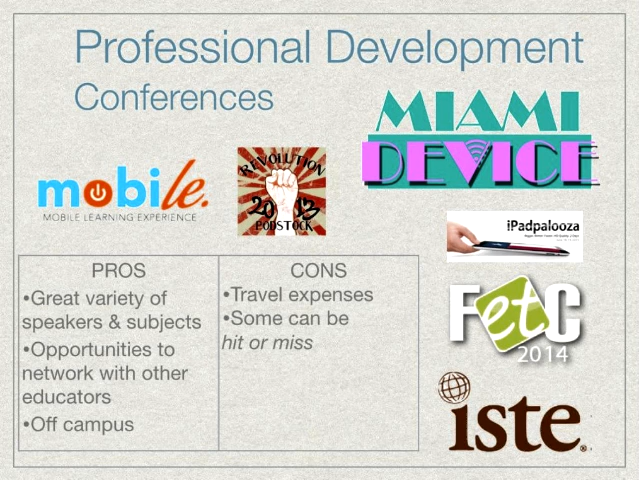 Professional Development
Conferences
MIAMI
DEVICE
mobile.
MOBILE LEARNING EXPERIENCE
REVOLUTION
2013
PODSTOCK
iPadpalooza
PROS
•Great variety of
speakers & subjects
•Opportunities to
network with other
educators
•Off campus
CONS
•Travel expenses
•Some can be
hit or miss
FetC
2014
iste®